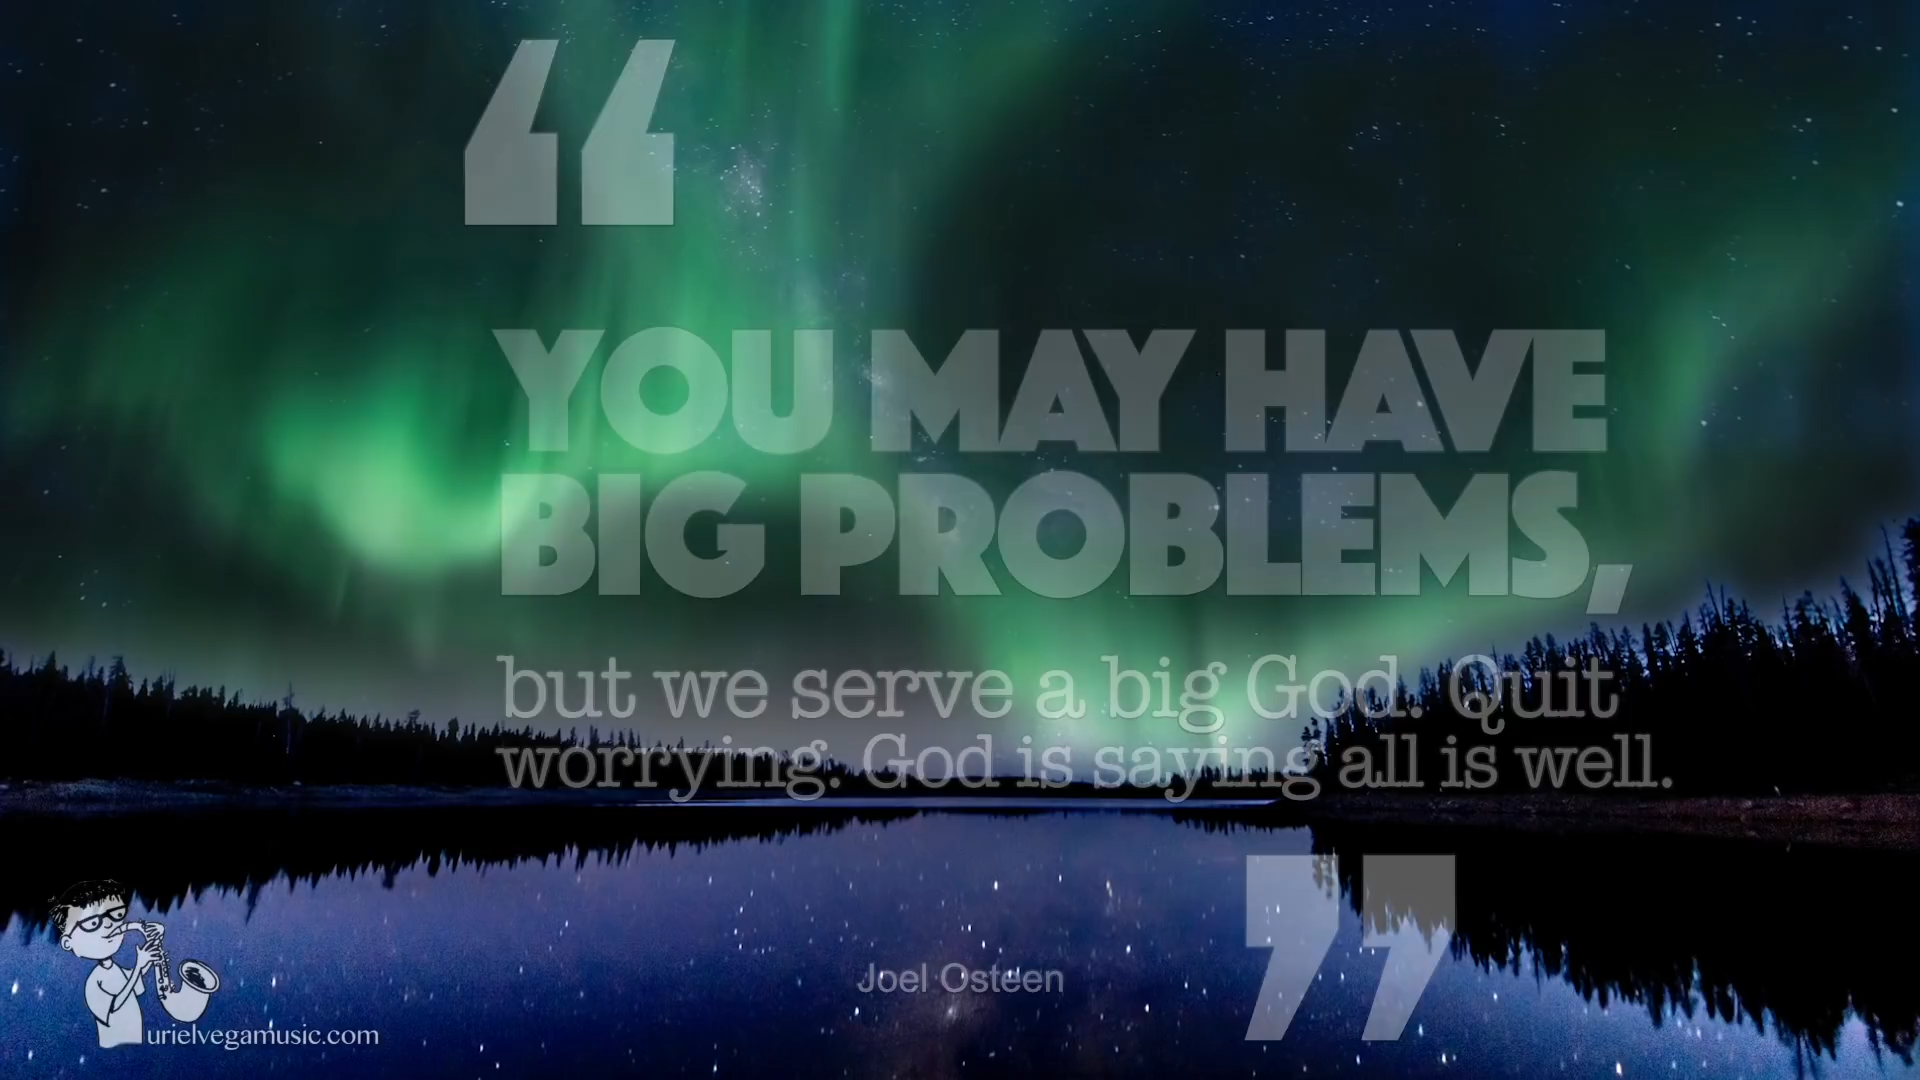 “
YOU MAY HAVE
BIG PROBLEMS,
but we serve a big God. Quit
worrying. God is saying all is well.
”
Joel Osteen
urielvegamusic.com